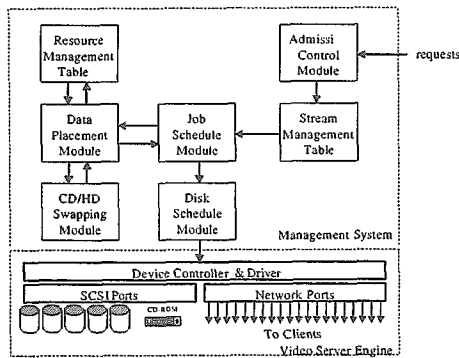 Resource
Management
Table
Admissi
Control
Module
requests
Data
Placement
Module
Job
Schedule
Module
Stream
Management
Table
CD/HD
Swapping
Module
Disk
Schedule
Module
Management System
Device Controller & Driver
SCSI Ports
Network Ports
CD-ROM
To Clients
Video Server Engine